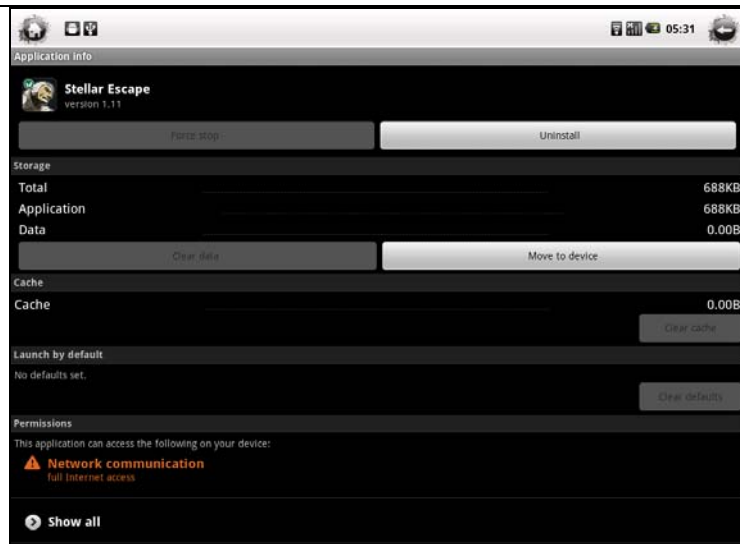 05:31
Application info
Stellar Escape
version 1.11
Force stop
Uninstall
Storage
Total 688KB
Application 688KB
Data 0.00B
Clear data
Move to device
Cache
Cache 0.00B
Clear cache
Launch by default
No defaults set.
Clear defaults
Permissions
This application can access the following on your device:
Network communication
full Internet access
Show all